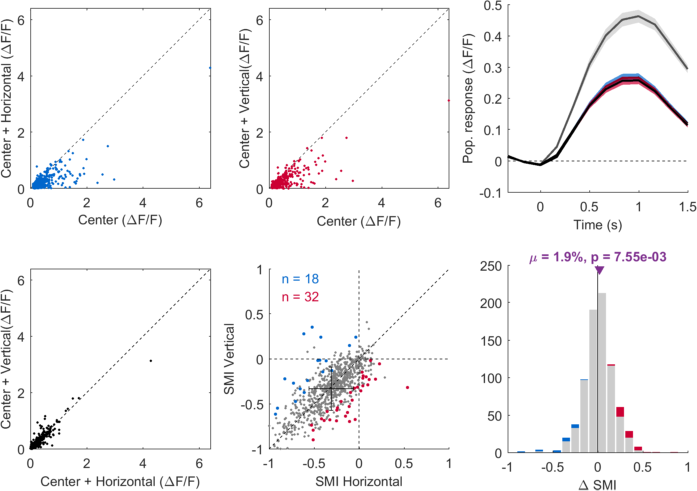 Center + Horizontal (ΔF/F)
6
4
2
0
0 2 4 6
Center (ΔF/F)
Center + Vertical(ΔF/F)
6
4
2
0
0 2 4 6
Center (ΔF/F)
Pop. response (ΔF/F)
0.5
0.4
0.3
0.2
0.1
0
-0.1
0 0.5 1.0 1.5
Time (s)
Center + Vertical(ΔF/F)
6
4
2
0
0 2 4 6
Center + Horizontal (ΔF/F)
SMI Vertical
1
0.5
0
-0.5
-1
n = 18
n = 32
-1 -0.5 0 0.5 1
SMI Horizontal
μ = 1.9%, p = 7.55e-03
250
200
150
100
50
0
-1 -0.5 0 0.5 1
Δ SMI